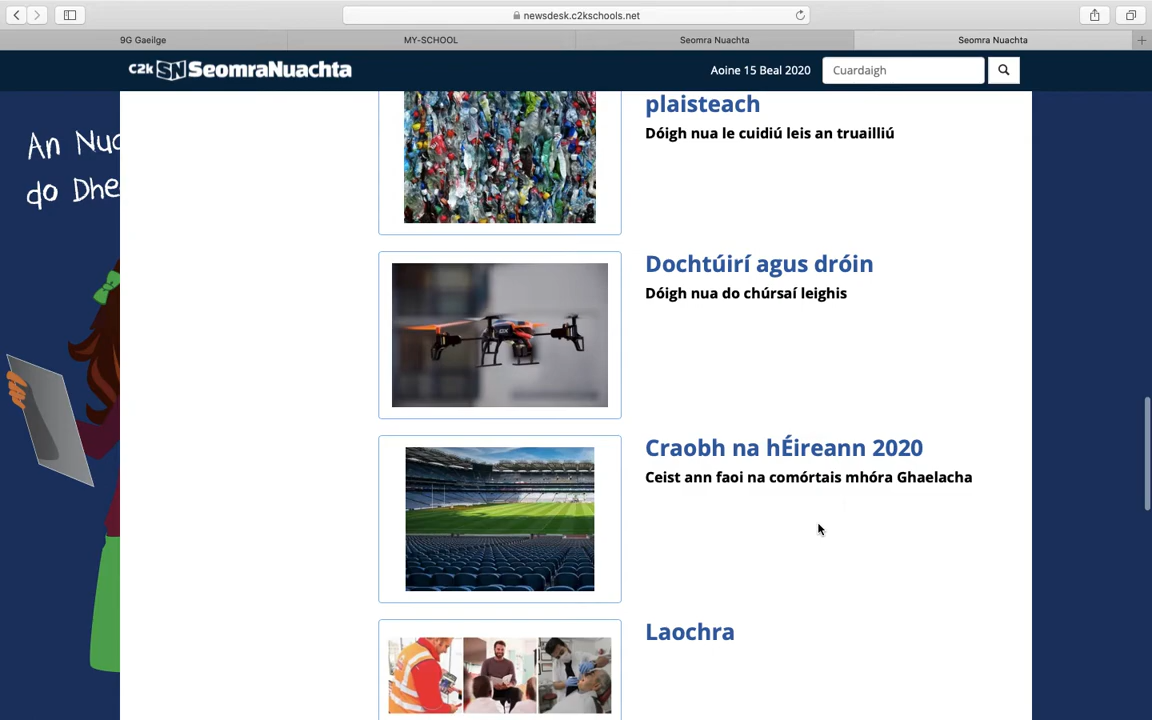 newsdesk.c2kschools.net
9G Gaeilge
MY-SCHOOL
Seomra Nuachta
Seomra Nuachta
c2k SN SeomraNuachta
Aoine 15 Beal 2020
Cuardaigh
An Nuc
do Dhe
plaisteach
Dóigh nua le cuidiú leis an truailliú
Dochtúirí agus dróin
Dóigh nua do chúrsaí leighis
Craobh na hÉireann 2020
Ceist ann faoi na comórtais mhóra Ghaelacha
Laochra